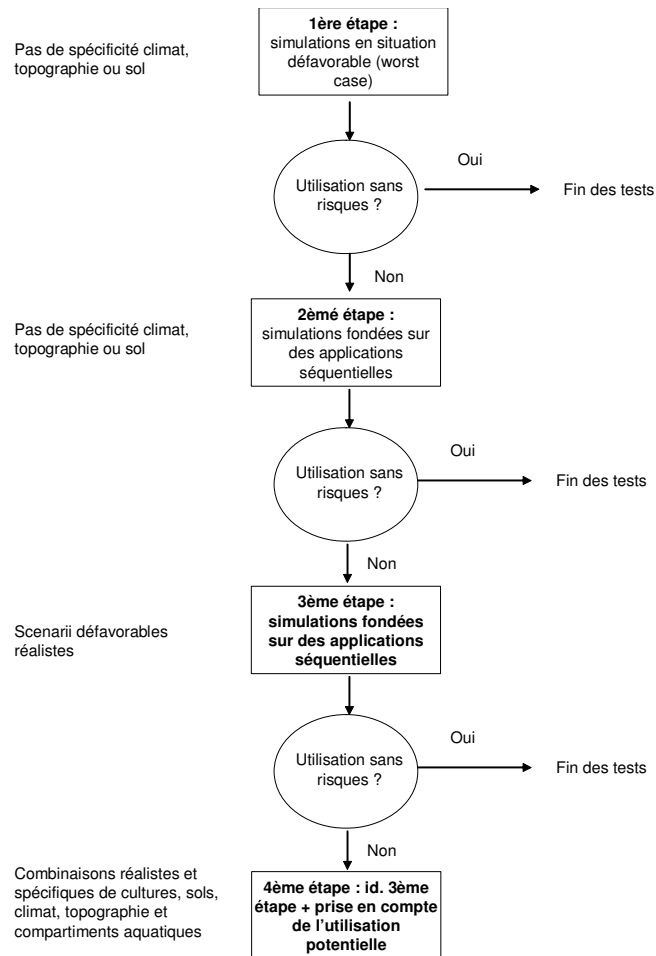 Pas de spécificité climat,
topographie ou sol
1ère étape :
simulations en situation
défavorable (worst
case)
Utilisation sans
risques ?
Oui
Fin des tests
Non
Pas de spécificité climat,
topographie ou sol
2èmé étape :
simulations fondées sur
des applications
séquentielles
Utilisation sans
risques ?
Oui
Fin des tests
Non
Scenarii défavorables
réalistes
3ème étape :
simulations fondées
sur des applications
séquentielles
Utilisation sans
risques ?
Oui
Fin des tests
Non
Combinaisons réalistes et
spécifiques de cultures, sols,
climat, topographie et
compartiments aquatiques
4ème étape : id. 3ème
étape + prise en compte
de l'utilisation
potentielle